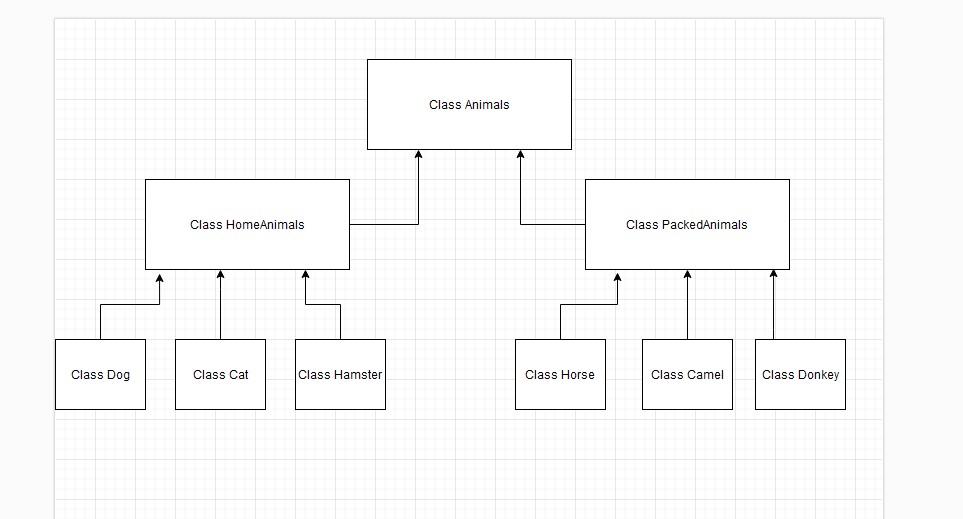 Class Animals
Class HomeAnimals
Class PackedAnimals
Class Dog
Class Cat
Class Hamster
Class Horse
Class Camel
Class Donkey